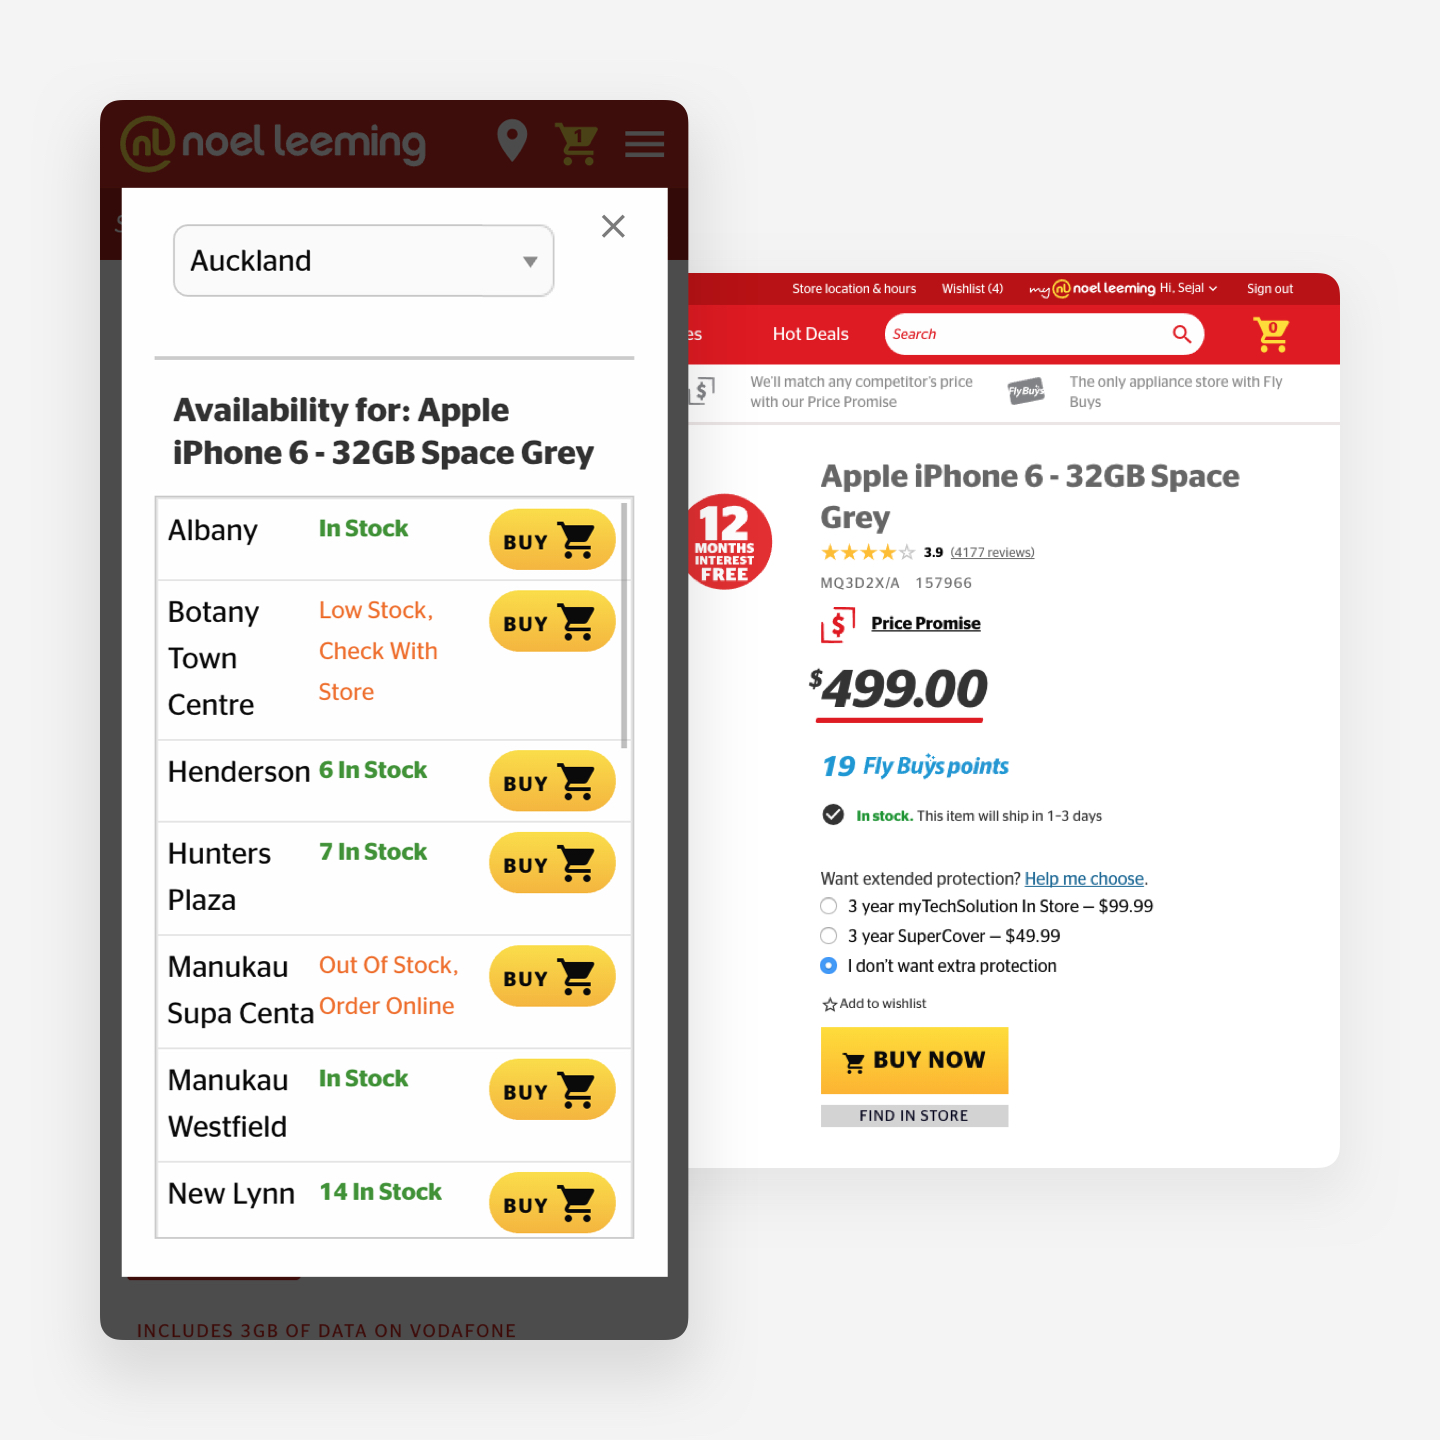 nl noel leeming
1
S
Auckland
Availability for: Apple
iPhone 6 - 32GB Space Grey
Albany In Stock BUY
Botany Low Stock, BUY
Town Check With
Centre Store
Henderson 6 In Stock BUY
Hunters 7 In Stock BUY
Plaza
Manukau Out Of Stock, BUY
Supa Centa Order Online
Manukau In Stock BUY
Westfield
New Lynn 14 In Stock BUY
INCLUDES 3GB OF DATA ON VODAFONE
Store location & hours Wishlist (4) my nl noel leeming Hi, Sejal Sign out
es Hot Deals Search 0
$ We'll match any competitor's price Fly Buys The only appliance store with Fly
with our Price Promise Buys
12
MONTHS
INTEREST
FREE
Apple iPhone 6 - 32GB Space
Grey
3.9 (4177 reviews)
MQ3D2X/A 157966
$ Price Promise
$499.00
19 Fly Buys points
In stock. This item will ship in 1-3 days
Want extended protection? Help me choose.
3 year myTechSolution In Store – $99.99
3 year SuperCover – $49.99
I don't want extra protection
Add to wishlist
BUY NOW
FIND IN STORE